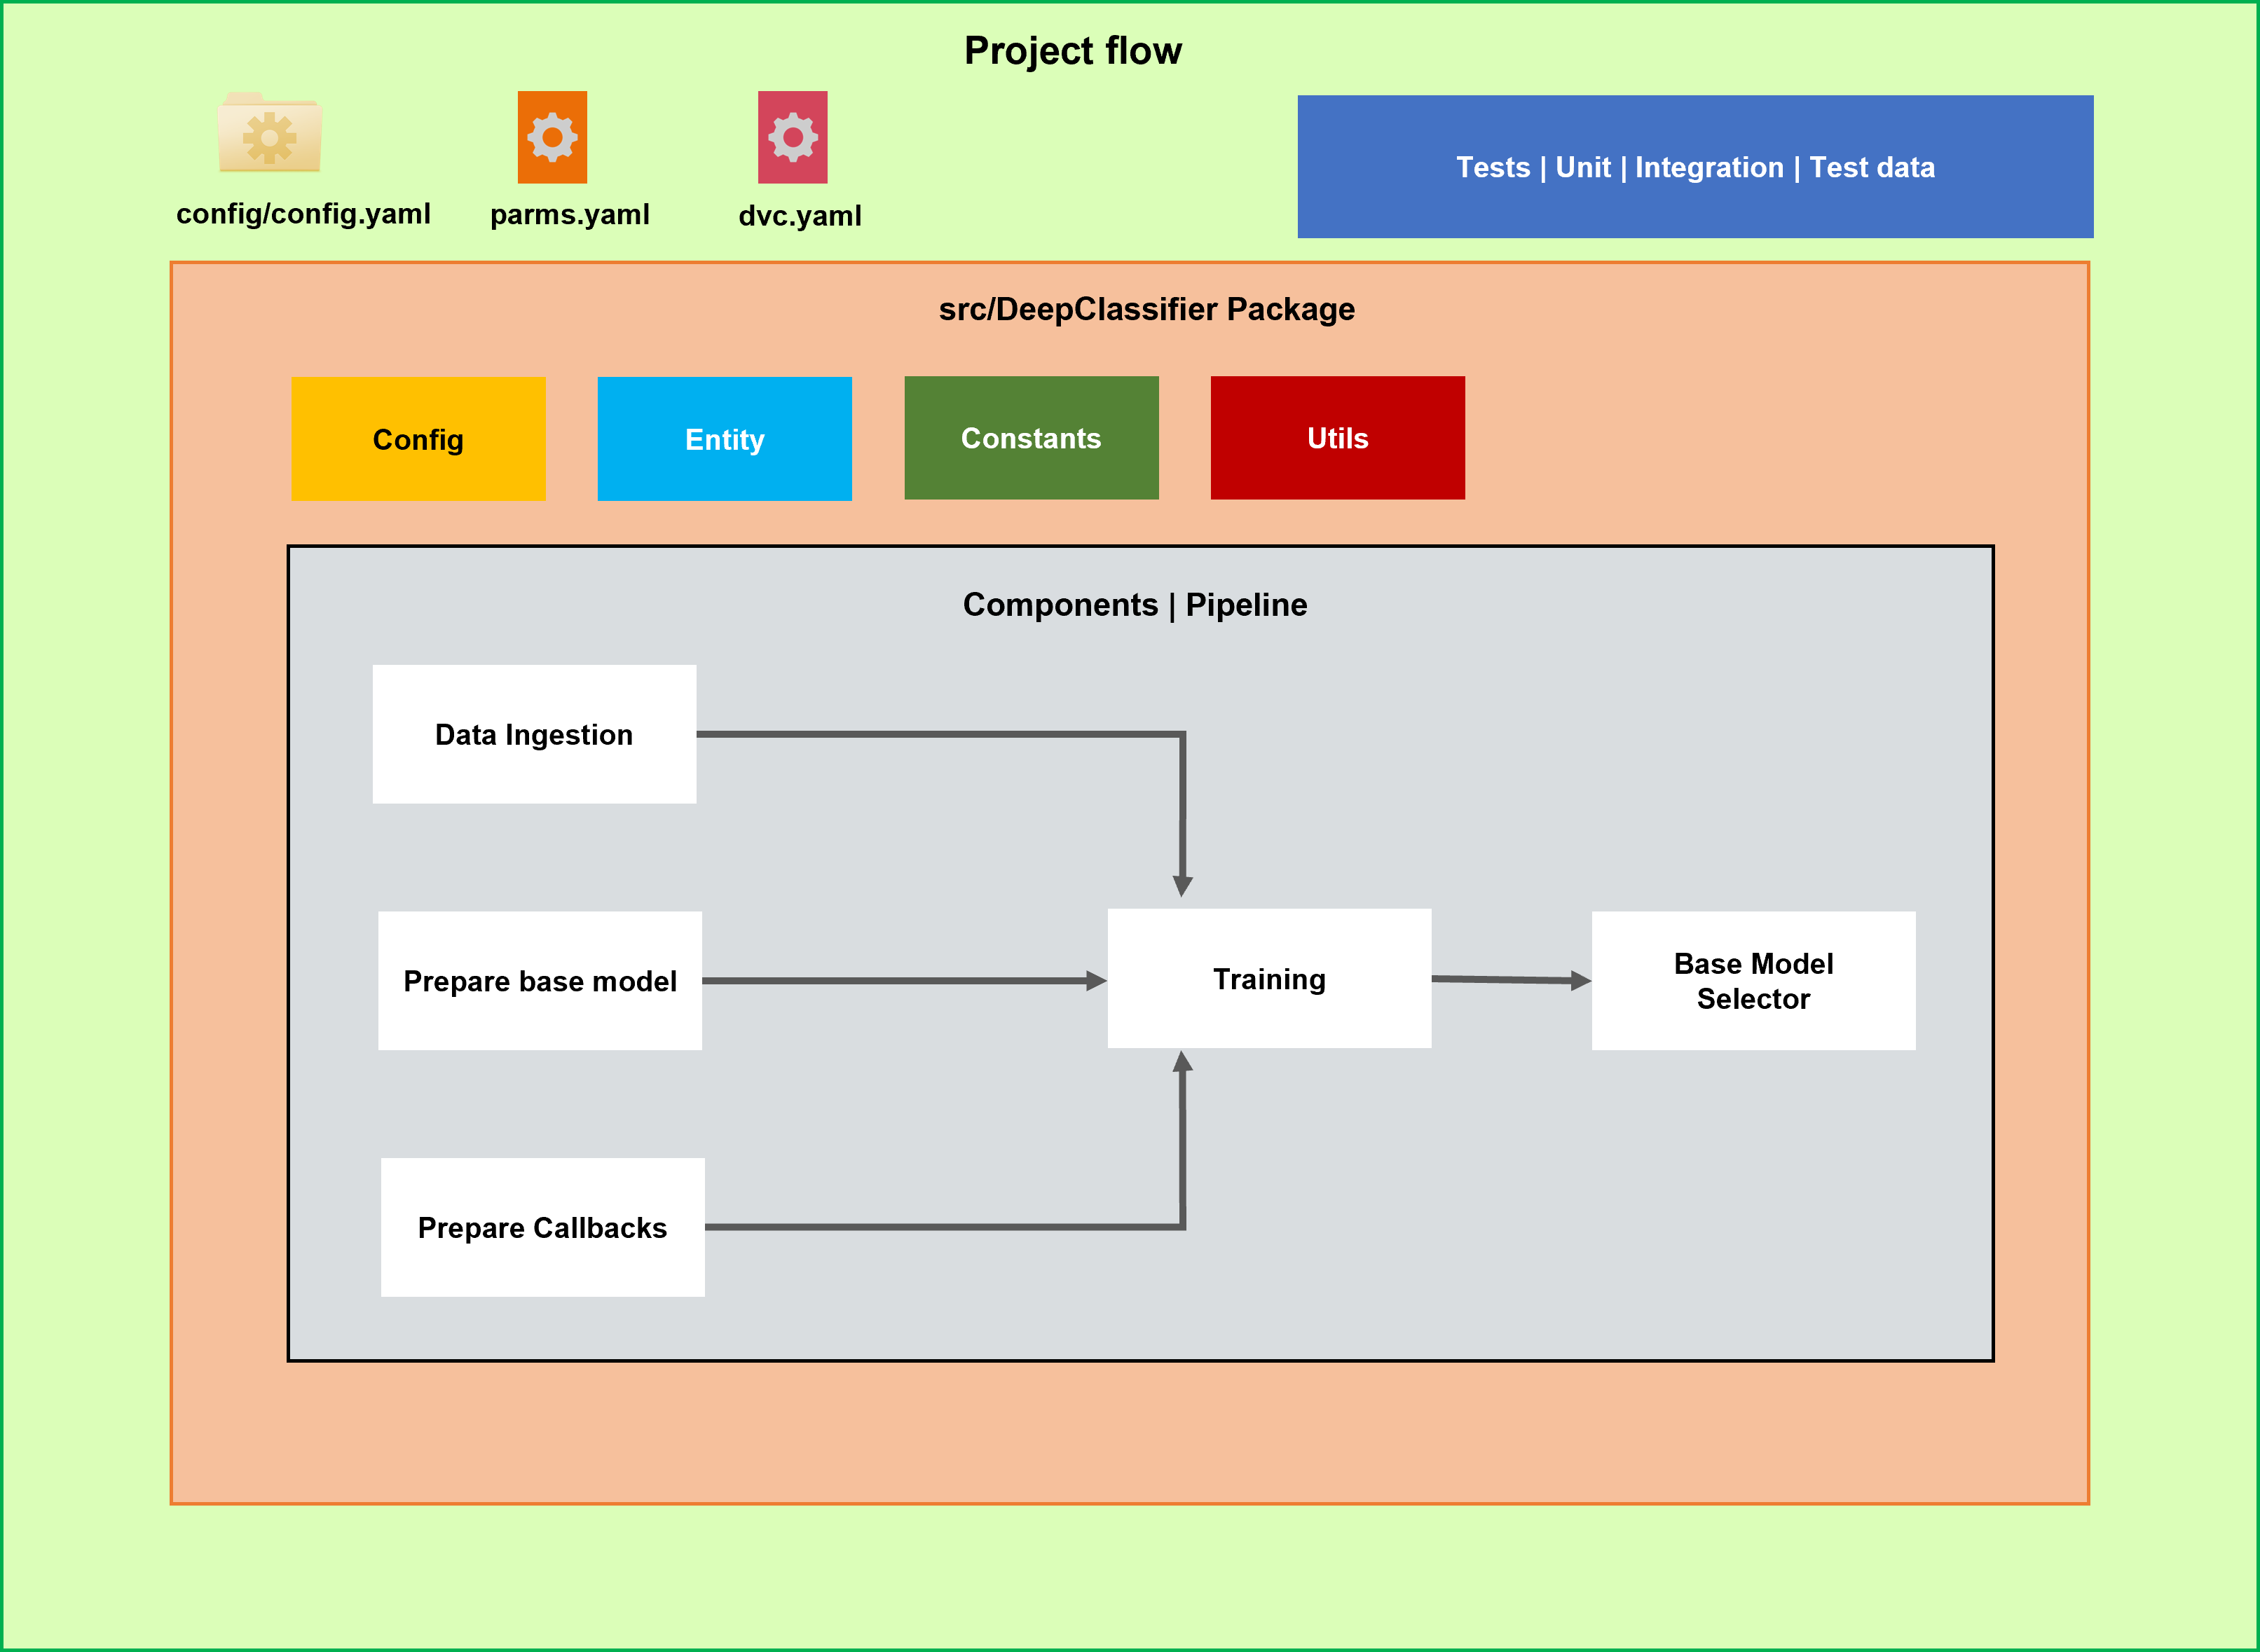 Project flow
config/config.yaml
parms.yaml
dvc.yaml
Tests | Unit | Integration | Test data
src/DeepClassifier Package
Config
Entity
Constants
Utils
Components | Pipeline
Data Ingestion
Prepare base model
Training
Base Model
Selector
Prepare Callbacks